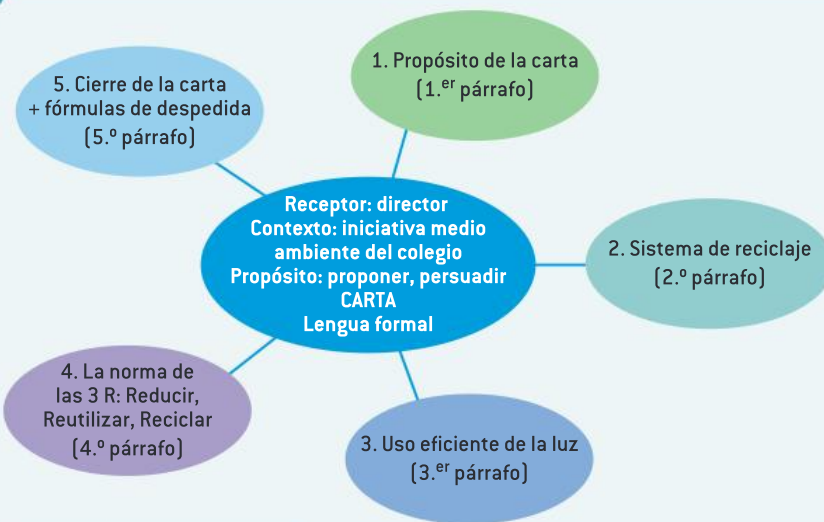 1. Propósito de la carta
(1.er párrafo)
5. Cierre de la carta
+ fórmulas de despedida
(5.º párrafo)
Receptor: director
Contexto: iniciativa medio
ambiente del colegio
Propósito: proponer, persuadir
CARTA
Lengua formal
2. Sistema de reciclaje
(2.º párrafo)
4. La norma de
las 3 R: Reducir,
Reutilizar, Reciclar
(4.º párrafo)
3. Uso eficiente de la luz
(3.er párrafo)